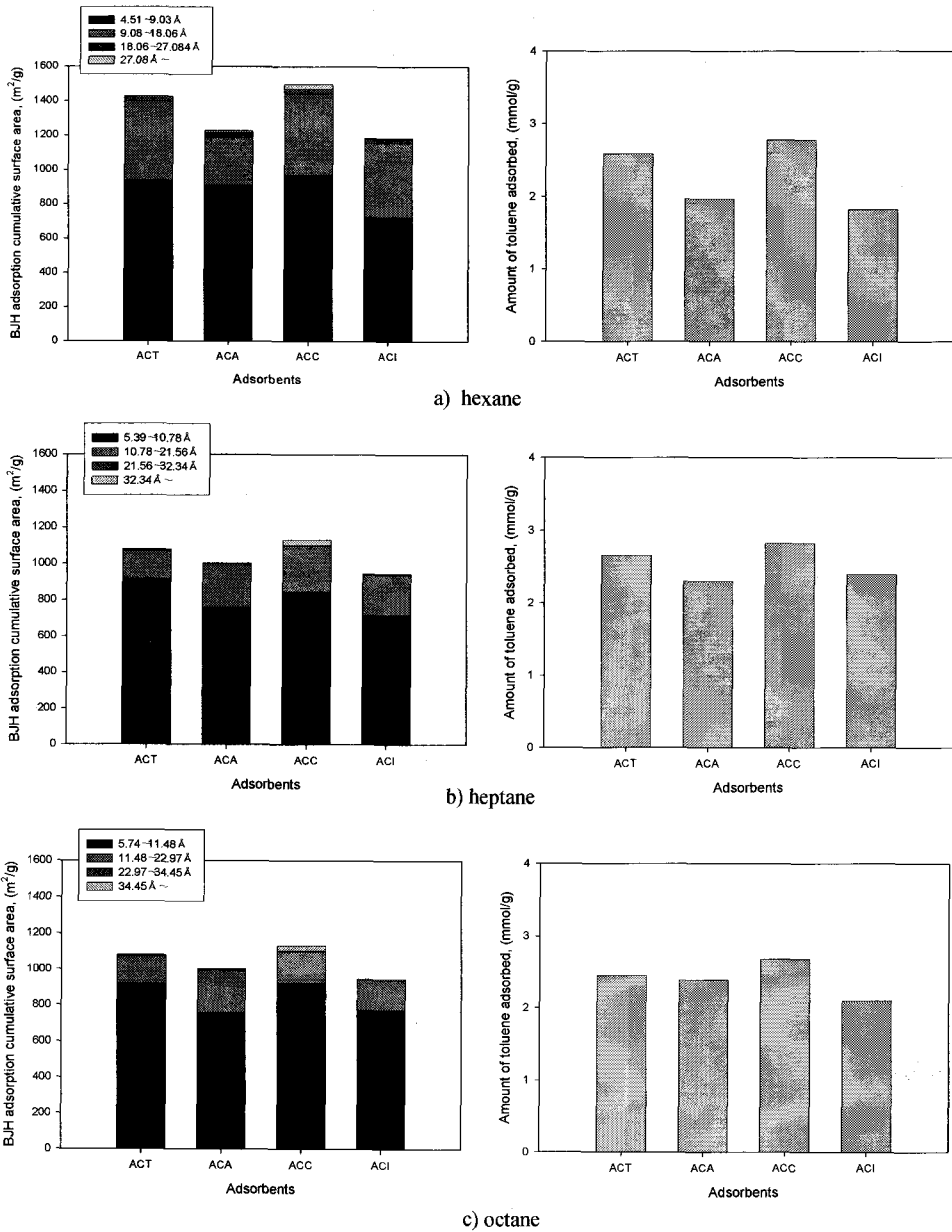 4.51~9.03 Å
9.08~18.06 Å
18.06~27.084 Å
27.08 Å ~
BJH adsorption cumulative surface area, (m²/g)
1600
1400
1200
1000
800
600
400
200
0
ACT ACA ACC ACI
Adsorbents
Amount of toluene adsorbed, (mmol/g)
4
3
2
1
0
ACT ACA ACC ACI
Adsorbents
a) hexane
5.39~10.78 Å
10.78~21.56 Å
21.56~32.34 Å
32.34 Å ~
BJH adsorption cumulative surface area, (m²/g)
1600
1400
1200
1000
800
600
400
200
0
ACT ACA ACC ACI
Adsorbents
Amount of toluene adsorbed, (mmol/g)
4
3
2
1
0
ACT ACA ACC ACI
Adsorbents
b) heptane
5.74~11.48 Å
11.48~22.97 Å
22.97~34.45 Å
34.45 Å ~
BJH adsorption cumulative surface area, (m²/g)
1600
1400
1200
1000
800
600
400
200
0
ACT ACA ACC ACI
Adsorbents
Amount of toluene adsorbed, (mmol/g)
4
3
2
1
0
ACT ACA ACC ACI
Adsorbents
c) octane